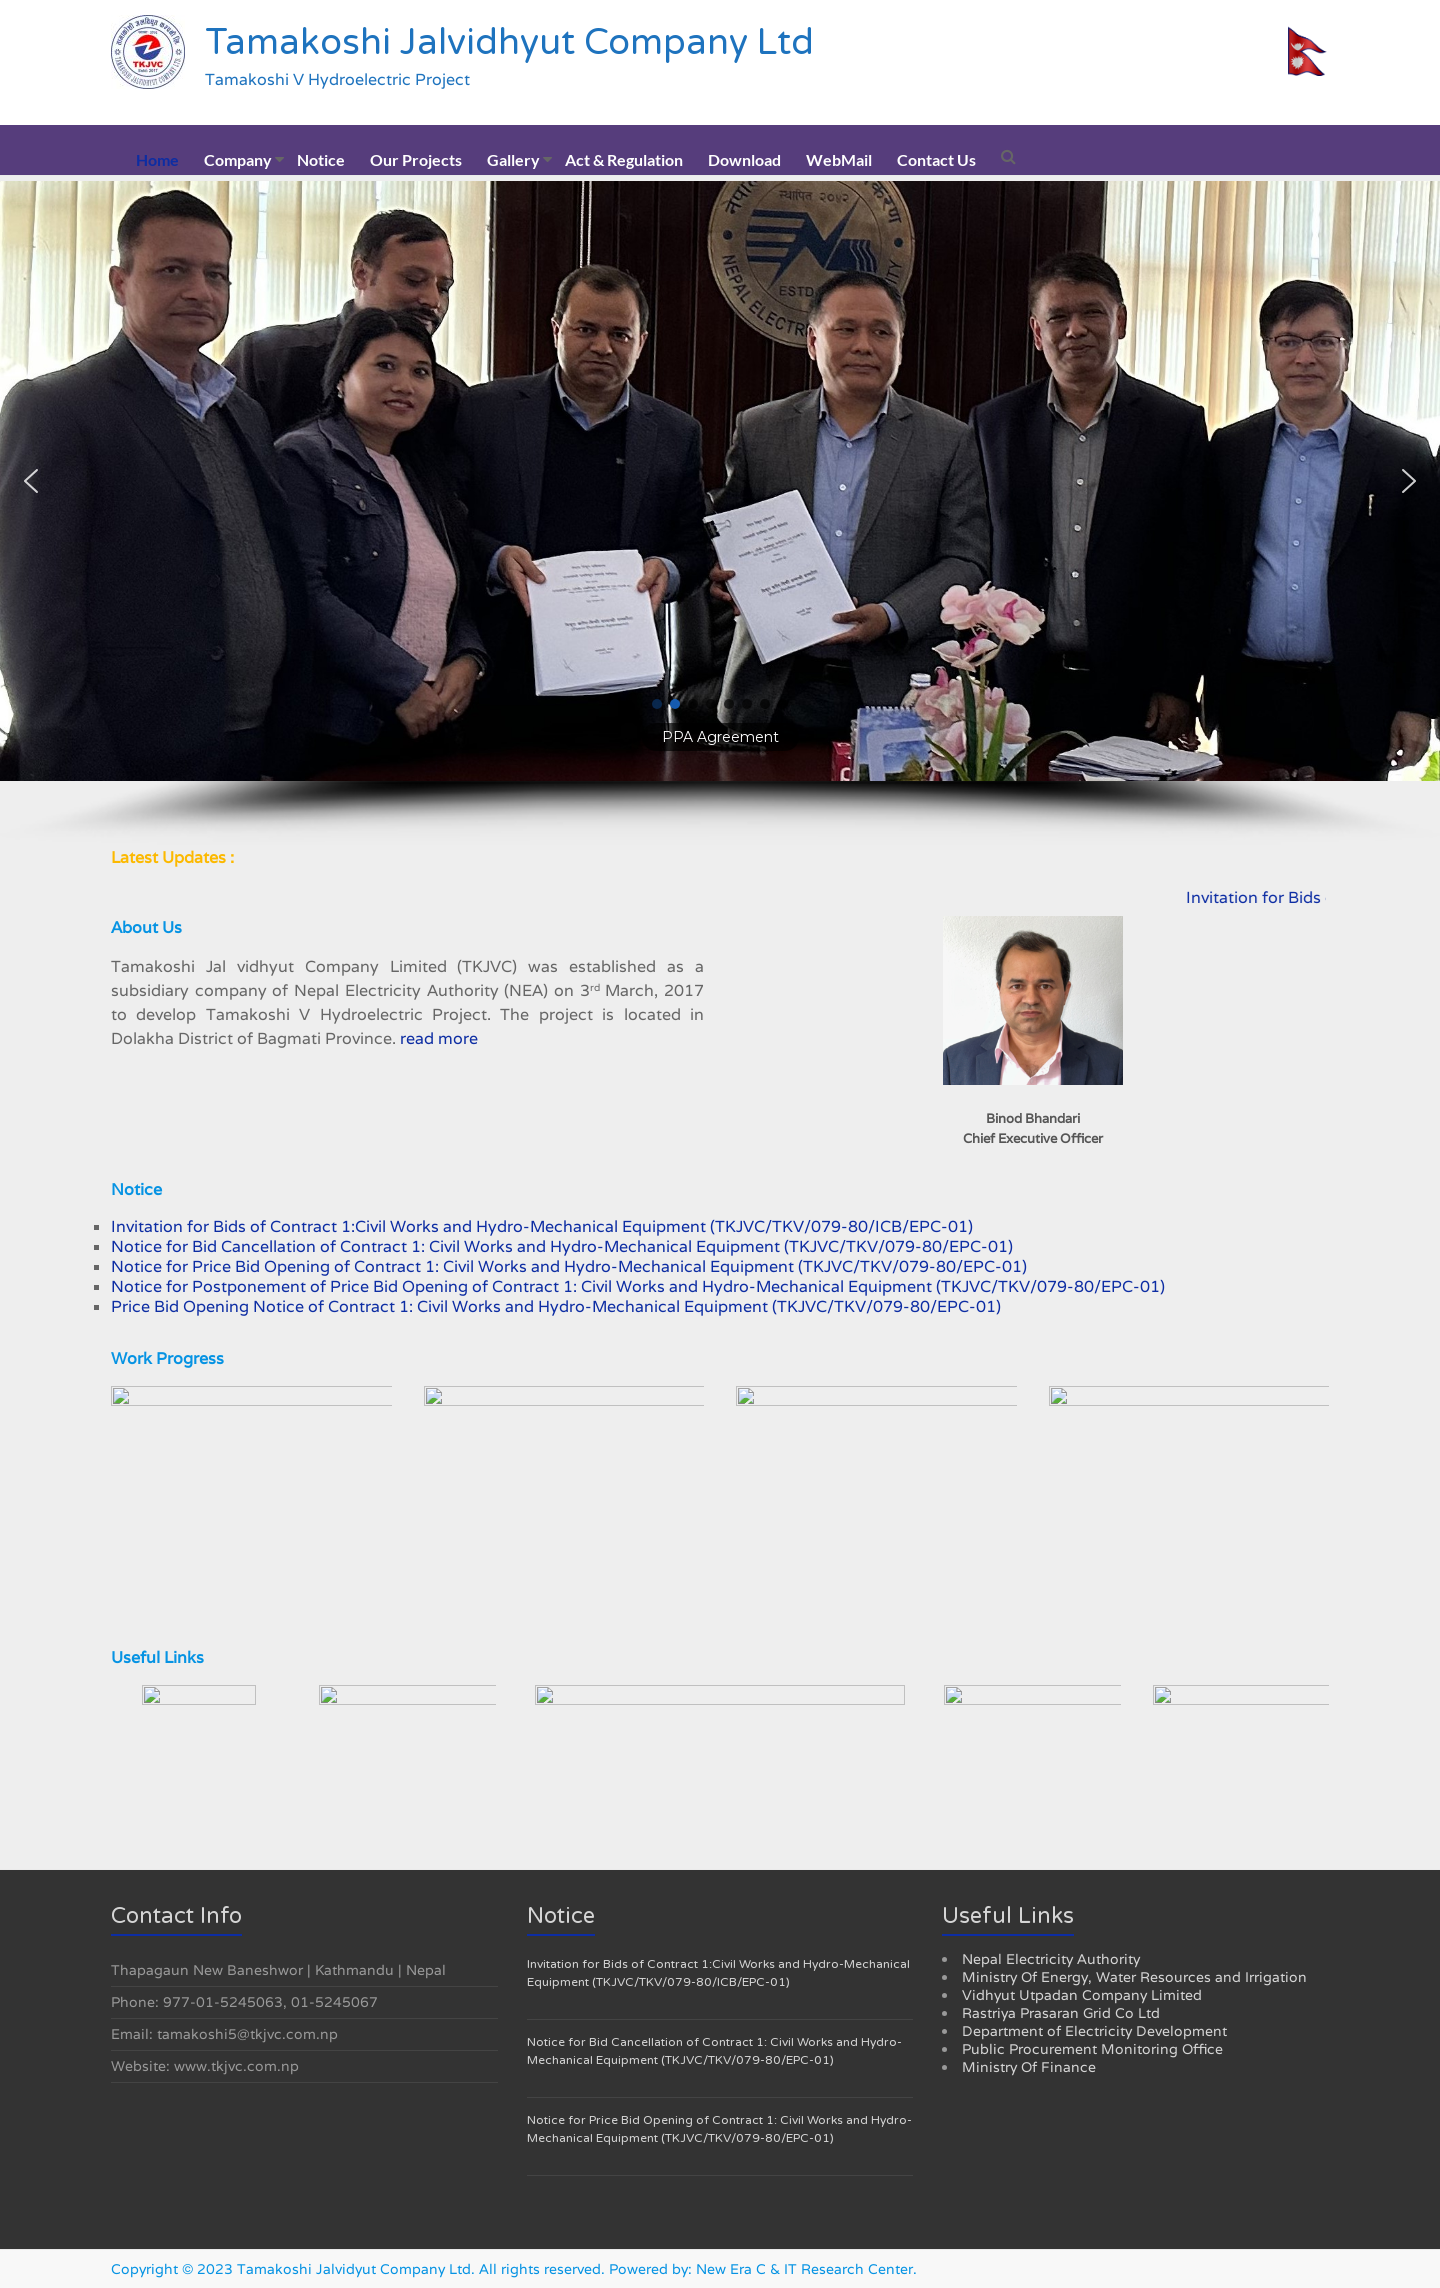 Tamakoshi Jalvidhyut Company Ltd
Tamakoshi V Hydroelectric Project
TKJVC
Home Company Notice Our Projects Gallery Act & Regulation Download WebMail Contact Us
स्थापित २०४२
NEPAL ELECTRICITY
ESTD
PPA Agreement
Latest Updates :
Invitation for Bids
About Us
Tamakoshi Jal vidhyut Company Limited (TKJVC) was established as a
subsidiary company of Nepal Electricity Authority (NEA) on 3rd March, 2017
to develop Tamakoshi V Hydroelectric Project. The project is located in
Dolakha District of Bagmati Province. read more
Binod Bhandari
Chief Executive Officer
Notice
Invitation for Bids of Contract 1:Civil Works and Hydro-Mechanical Equipment (TKJVC/TKV/079-80/ICB/EPC-01)
Notice for Bid Cancellation of Contract 1: Civil Works and Hydro-Mechanical Equipment (TKJVC/TKV/079-80/EPC-01)
Notice for Price Bid Opening of Contract 1: Civil Works and Hydro-Mechanical Equipment (TKJVC/TKV/079-80/EPC-01)
Notice for Postponement of Price Bid Opening of Contract 1: Civil Works and Hydro-Mechanical Equipment (TKJVC/TKV/079-80/EPC-01)
Price Bid Opening Notice of Contract 1: Civil Works and Hydro-Mechanical Equipment (TKJVC/TKV/079-80/EPC-01)
Work Progress
Useful Links
Contact Info
Thapagaun New Baneshwor | Kathmandu | Nepal
Phone: 977-01-5245063, 01-5245067
Email: tamakoshi5@tkjvc.com.np
Website: www.tkjvc.com.np
Notice
Invitation for Bids of Contract 1:Civil Works and Hydro-Mechanical
Equipment (TKJVC/TKV/079-80/ICB/EPC-01)
Notice for Bid Cancellation of Contract 1: Civil Works and Hydro-
Mechanical Equipment (TKJVC/TKV/079-80/EPC-01)
Notice for Price Bid Opening of Contract 1: Civil Works and Hydro-
Mechanical Equipment (TKJVC/TKV/079-80/EPC-01)
Useful Links
Nepal Electricity Authority
Ministry Of Energy, Water Resources and Irrigation
Vidhyut Utpadan Company Limited
Rastriya Prasaran Grid Co Ltd
Department of Electricity Development
Public Procurement Monitoring Office
Ministry Of Finance
Copyright © 2023 Tamakoshi Jalvidyut Company Ltd. All rights reserved. Powered by: New Era C & IT Research Center.